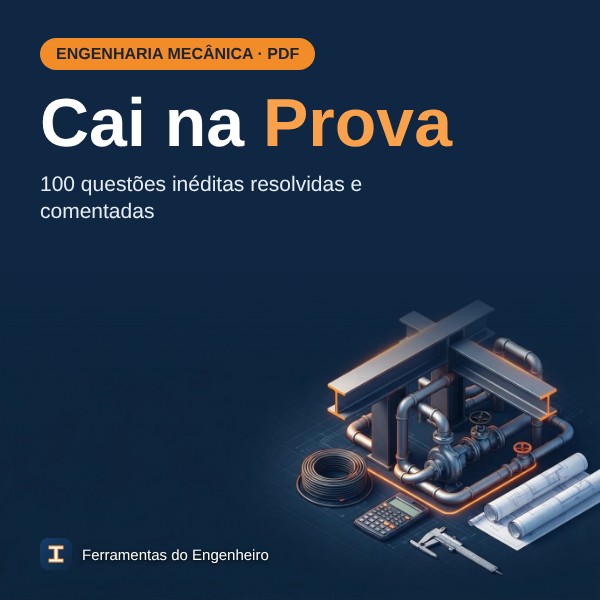 ENGENHARIA MECÂNICA · PDF
Cai na Prova
100 questões inéditas resolvidas e
comentadas
Ferramentas do Engenheiro